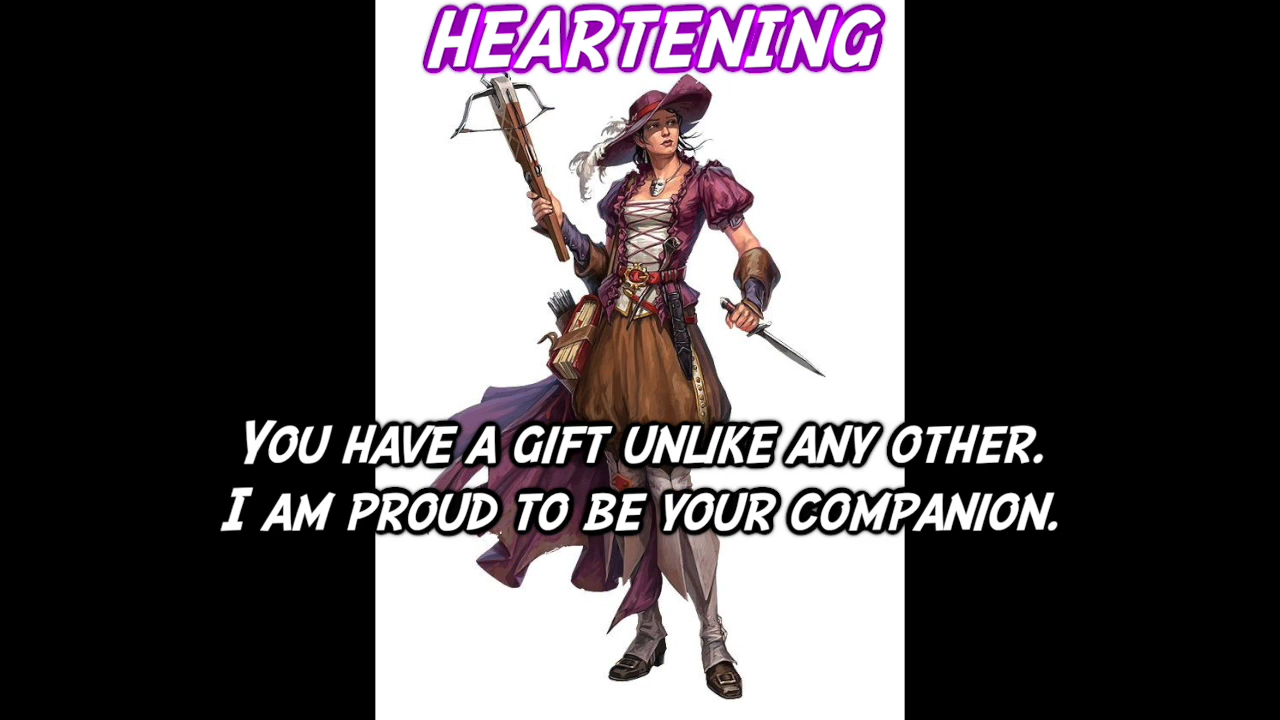 HEARTENING
YOU HAVE A GIFT UNLIKE ANY OTHER.
I AM PROUD TO BE YOUR COMPANION.